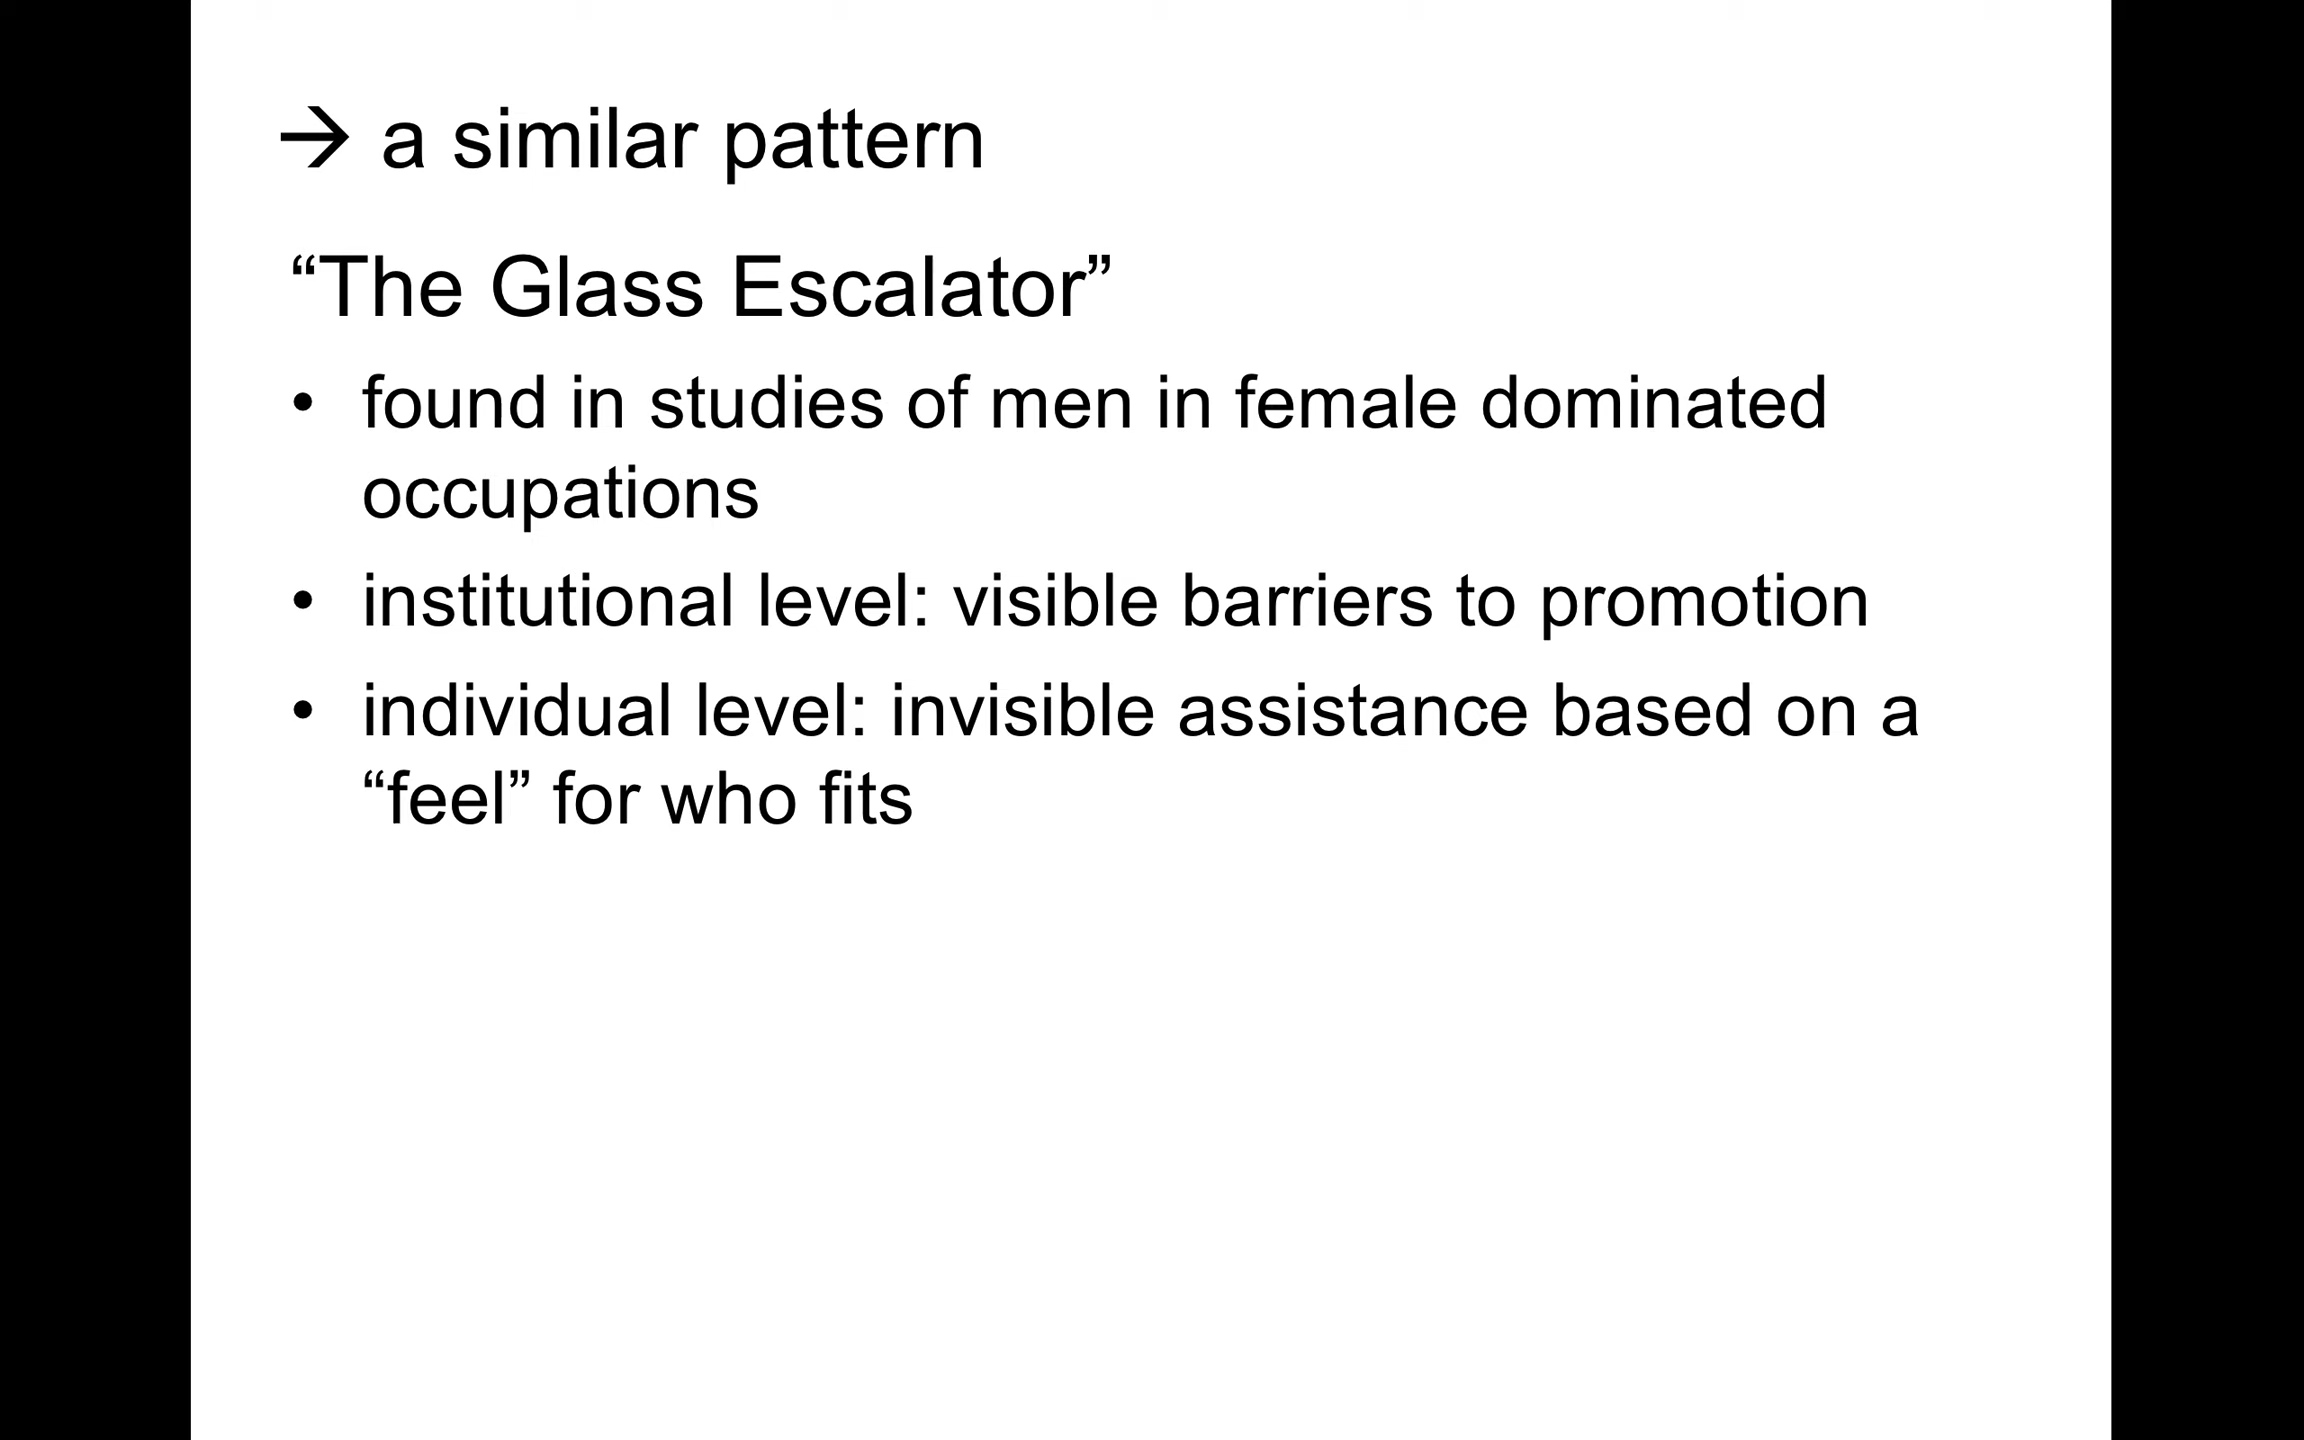 → a similar pattern
“The Glass Escalator”
• found in studies of men in female dominated
occupations
• institutional level: visible barriers to promotion
• individual level: invisible assistance based on a
“feel” for who fits